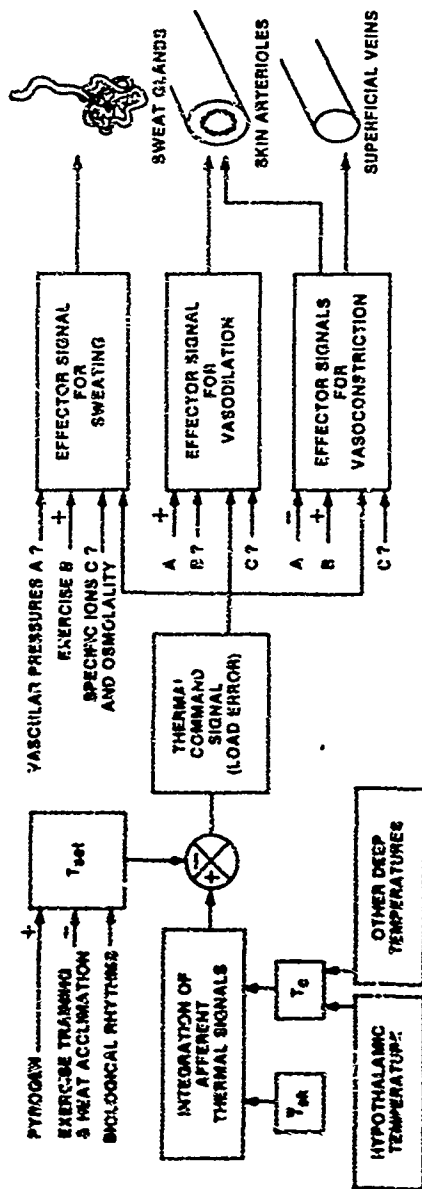 PYROGEN
+
EXERCISE TRAINING
& HEAT ACCLIMATION
-
BIOLOGICAL RHYTHMS
Tset
INTEGRATION OF
AFFERENT
THERMAL SIGNALS
Tsk
Tc
HYPOTHALAMIC
TEMPERATURE
OTHER DEEP
TEMPERATURES
+
-
THERMAL
COMMAND
SIGNAL
(LOAD ERROR)
VASCULAR PRESSURES A ?
EXERCISE B
+
SPECIFIC IONS C ?
AND OSMOLALITY
EFFECTOR SIGNAL
FOR
SWEATING
A
+
B ?
C ?
EFFECTOR SIGNAL
FOR
VASODILATION
A
-
B
+
C ?
EFFECTOR SIGNALS
FOR
VASOCONSTRICTION
SWEAT GLANDS
SKIN ARTERIOLES
SUPERFICIAL VEINS